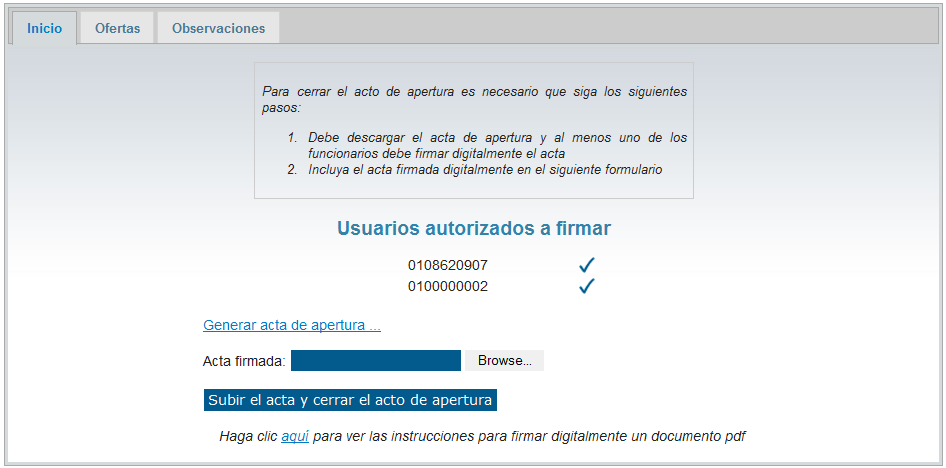 Inicio Ofertas Observaciones
Para cerrar el acto de apertura es necesario que siga los siguientes
pasos:
1. Debe descargar el acta de apertura y al menos uno de los
funcionarios debe firmar digitalmente el acta
2. Incluya el acta firmada digitalmente en el siguiente formulario
Usuarios autorizados a firmar
0108620907
0100000002
Generar acta de apertura ...
Acta firmada: Browse...
Subir el acta y cerrar el acto de apertura
Haga clic aquí para ver las instrucciones para firmar digitalmente un documento pdf